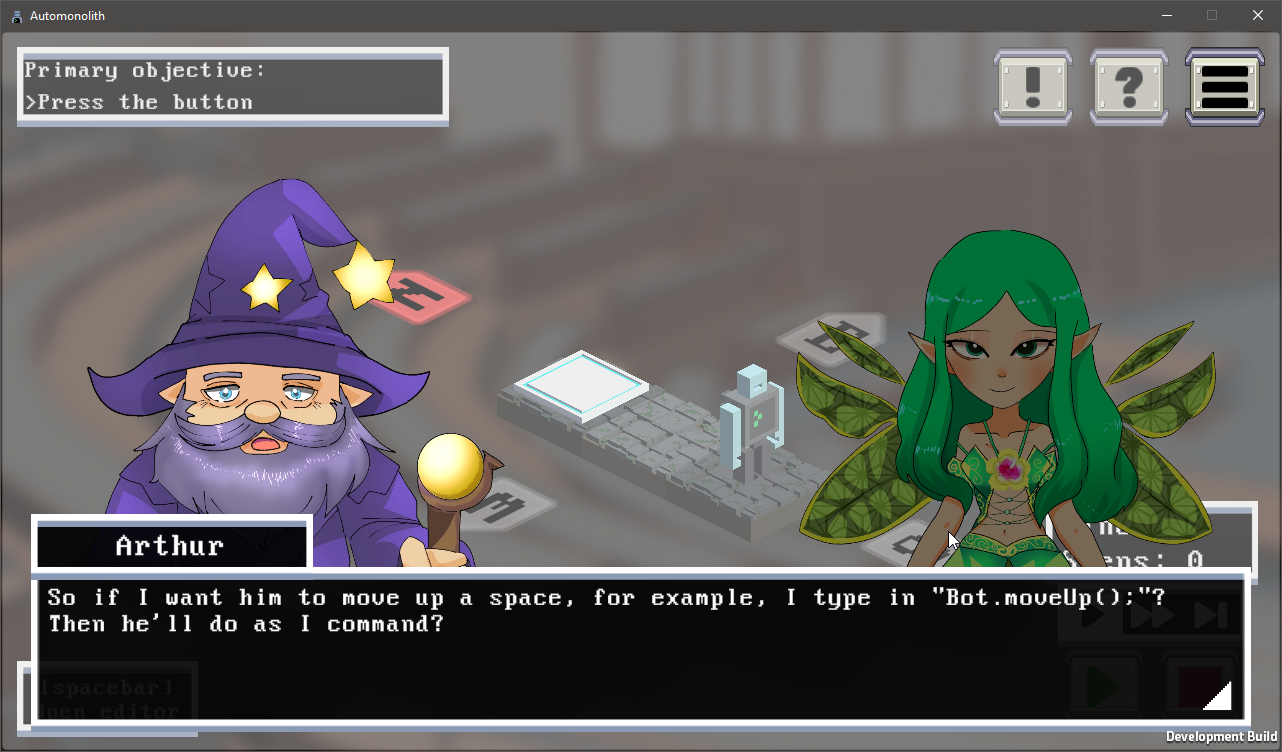 Automonolith
Primary objective:
>Press the button
!
?
N
E
W
Arthur
So if I want him to move up a space, for example, I type in "Bot.moveUp();"?
Then he'll do as I command?
[spacebar]
Open editor
Development Build